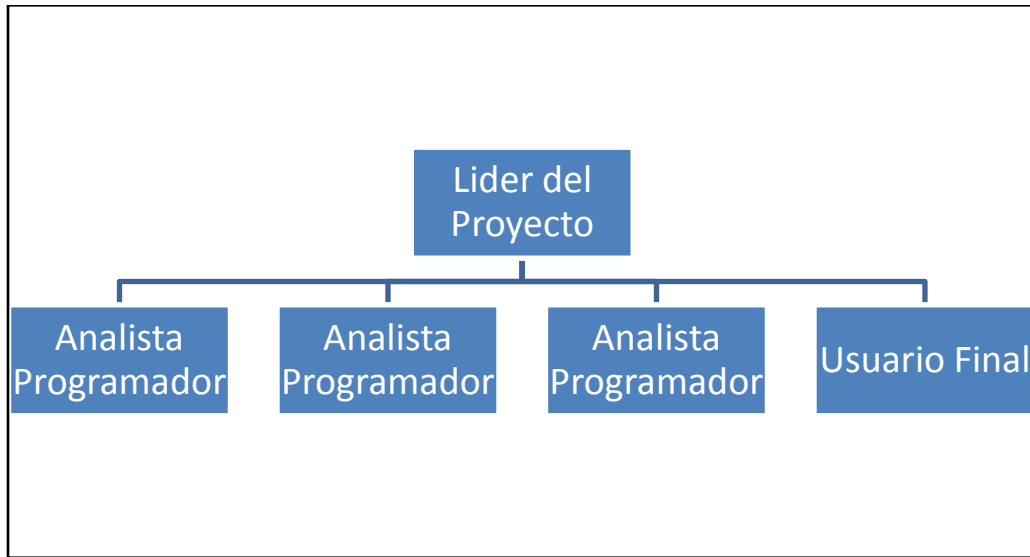 Lider del
Proyecto
Analista
Programador
Analista
Programador
Analista
Programador
Usuario Final